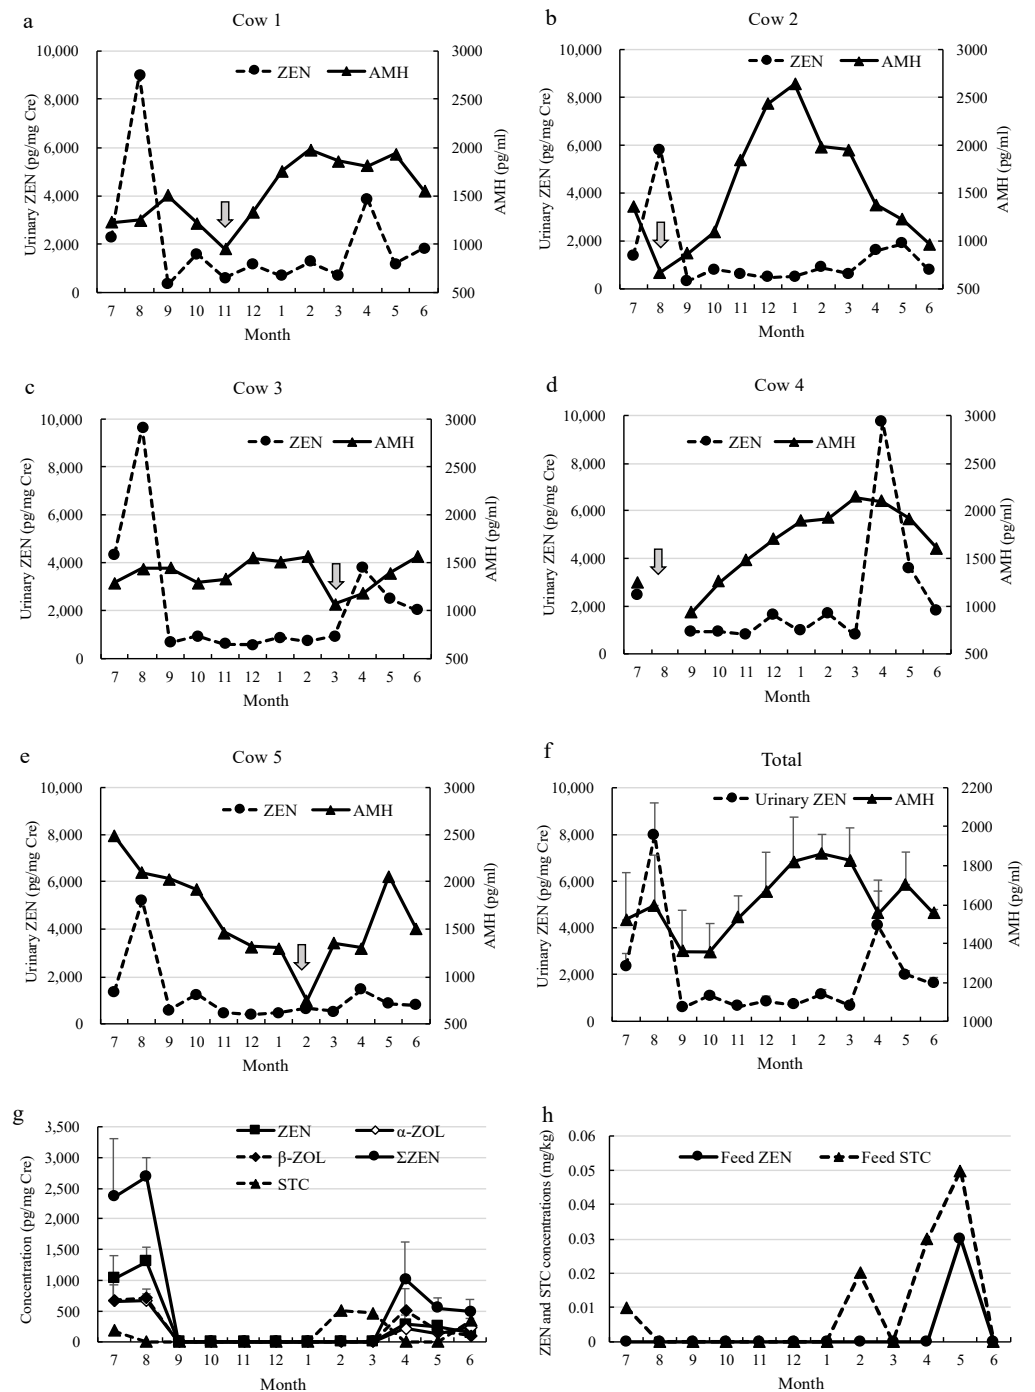 a
Cow 1
Urinary ZEN (pg/mg Cre)
10,000
8,000
6,000
4,000
2,000
0
ZEN
AMH
3000
2500
2000
1500
1000
500
AMH (pg/ml)
7 8 9 10 11 12 1 2 3 4 5 6
Month
b
Cow 2
Urinary ZEN (pg/mg Cre)
10,000
8,000
6,000
4,000
2,000
0
ZEN
AMH
3000
2500
2000
1500
1000
500
AMH (pg/ml)
7 8 9 10 11 12 1 2 3 4 5 6
Month
c
Cow 3
Urinary ZEN (pg/mg Cre)
10,000
8,000
6,000
4,000
2,000
0
ZEN
AMH
3000
2500
2000
1500
1000
500
AMH (pg/ml)
7 8 9 10 11 12 1 2 3 4 5 6
Month
d
Cow 4
Urinary ZEN (pg/mg Cre)
10,000
8,000
6,000
4,000
2,000
0
ZEN
AMH
3000
2500
2000
1500
1000
500
AMH (pg/ml)
7 8 9 10 11 12 1 2 3 4 5 6
Month
e
Cow 5
Urinary ZEN (pg/mg Cre)
10,000
8,000
6,000
4,000
2,000
0
ZEN
AMH
3000
2500
2000
1500
1000
500
AMH (pg/ml)
7 8 9 10 11 12 1 2 3 4 5 6
Month
f
Total
Urinary ZEN (pg/mg Cre)
10,000
8,000
6,000
4,000
2,000
0
Urinary ZEN
AMH
2200
2000
1800
1600
1400
1200
1000
AMH (pg/ml)
7 8 9 10 11 12 1 2 3 4 5 6
Month
g
Concentration (pg/mg Cre)
3,500
3,000
2,500
2,000
1,500
1,000
500
0
ZEN
α-ZOL
β-ZOL
ΣZEN
STC
7 8 9 10 11 12 1 2 3 4 5 6
Month
h
ZEN and STC concentrations (mg/kg)
0.06
0.05
0.04
0.03
0.02
0.01
0
Feed ZEN
Feed STC
7 8 9 10 11 12 1 2 3 4 5 6
Month